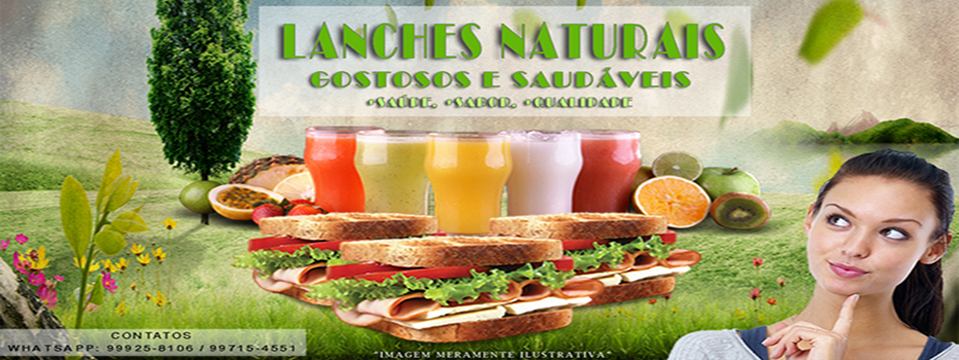 LANCHES NATURAIS
GOSTOSOS E SAUDÁVEIS
*SAÚDE, *SABOR, *QUALIDADE
CONTATOS
WHATSAPP: 99925-8106 / 99715-4551
*IMAGEM MERAMENTE ILUSTRATIVA*